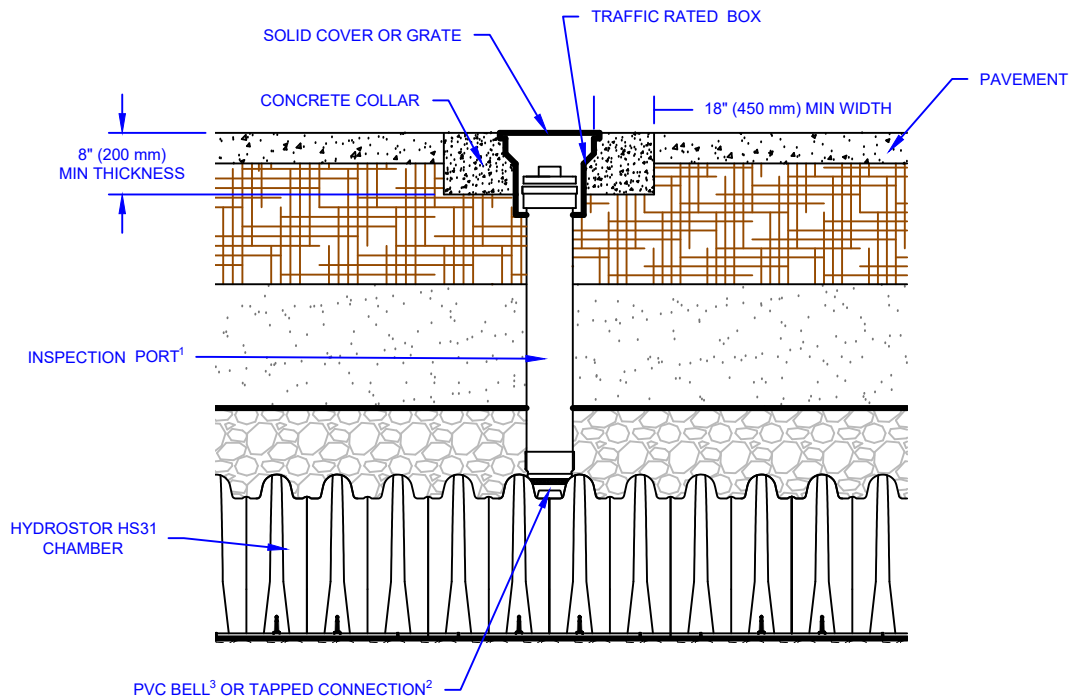 TRAFFIC RATED BOX
SOLID COVER OR GRATE
PAVEMENT
CONCRETE COLLAR
18" (450 mm) MIN WIDTH
8" (200 mm)
MIN THICKNESS
INSPECTION PORT¹
HYDROSTOR HS31
CHAMBER
PVC BELL³ OR TAPPED CONNECTION²